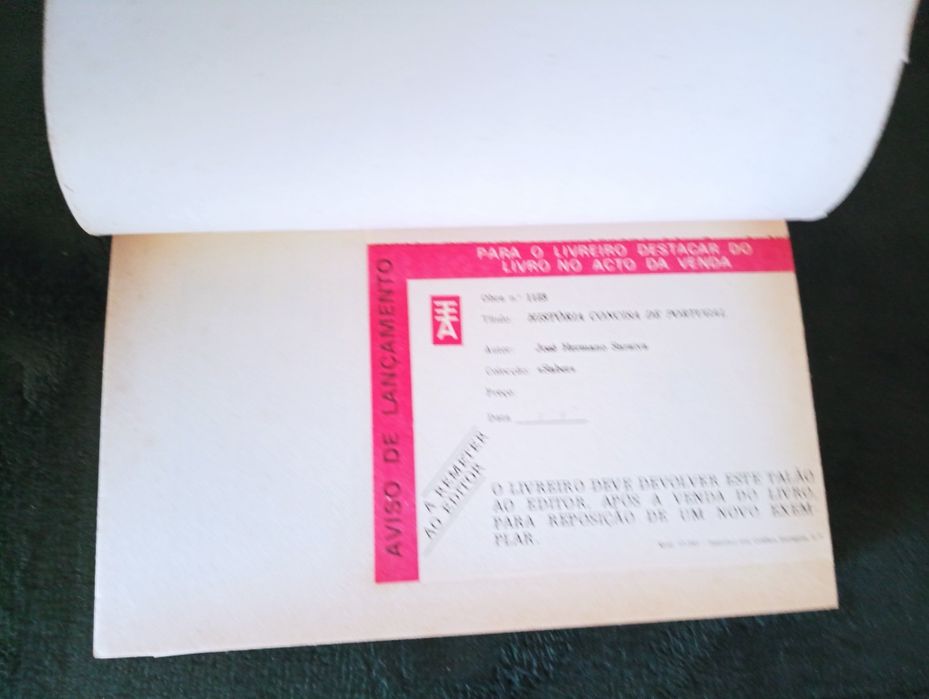 PARA O LIVREIRO DESTACAR DO
LIVRO NO ACTO DA VENDA
AVISO DE LANÇAMENTO
Obra n.º
Título: HISTÓRIA CONCISA DE PORTUGAL
Autor: José Hermano Saraiva
Colecção:
Preço
Data
A REMETER
AO EDITOR
O LIVREIRO DEVE DEVOLVER ESTE TALÃO
AO EDITOR, APÓS A VENDA DO LIVRO,
PARA REPOSIÇÃO DE UM NOVO EXEM-
PLAR.